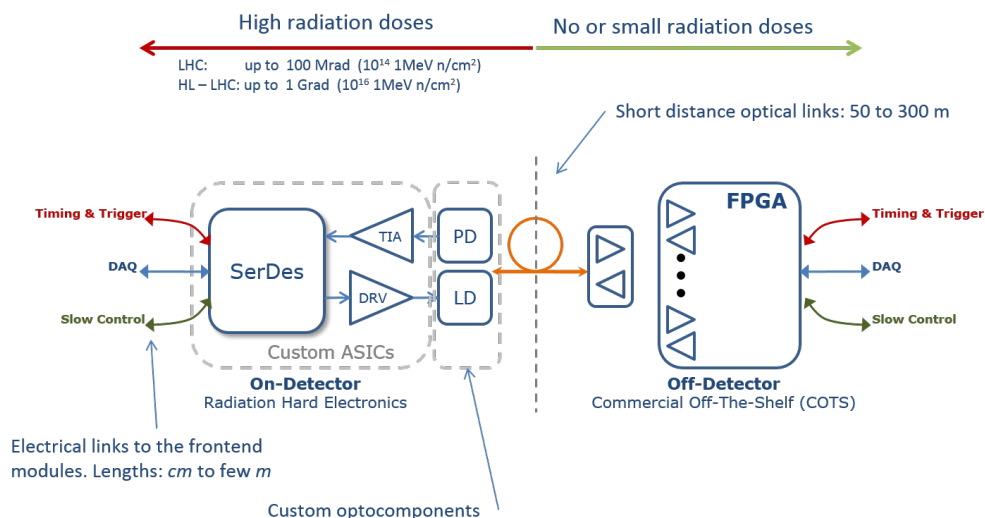 High radiation doses
No or small radiation doses
LHC: up to 100 Mrad (10¹⁴ 1MeV n/cm²)
HL – LHC: up to 1 Grad (10¹⁶ 1MeV n/cm²)
Short distance optical links: 50 to 300 m
FPGA
Timing & Trigger
Timing & Trigger
TIA
PD
DAQ
SerDes
DAQ
DRV
LD
Slow Control
Slow Control
Custom ASICs
On-Detector
Radiation Hard Electronics
Off-Detector
Commercial Off-The-Shelf (COTS)
Electrical links to the frontend
modules. Lengths: cm to few m
Custom optocomponents